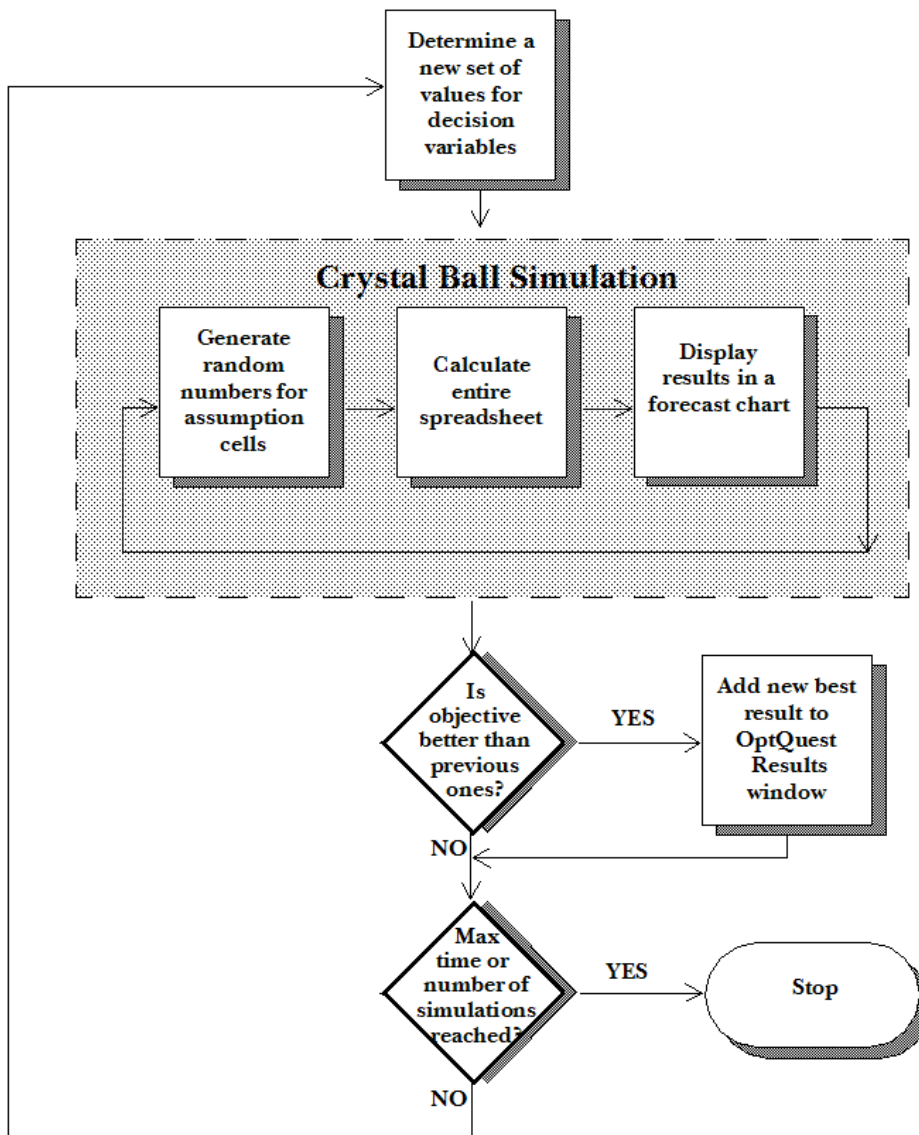 Determine a
new set of
values for
decision
variables
Crystal Ball Simulation
Generate
random
numbers for
assumption
cells
Calculate
entire
spreadsheet
Display
results in a
forecast chart
Is
objective
better than
previous
ones?
YES
Add new best
result to
OptQuest
Results
window
NO
Max
time or
number of
simulations
reached?
YES
Stop
NO